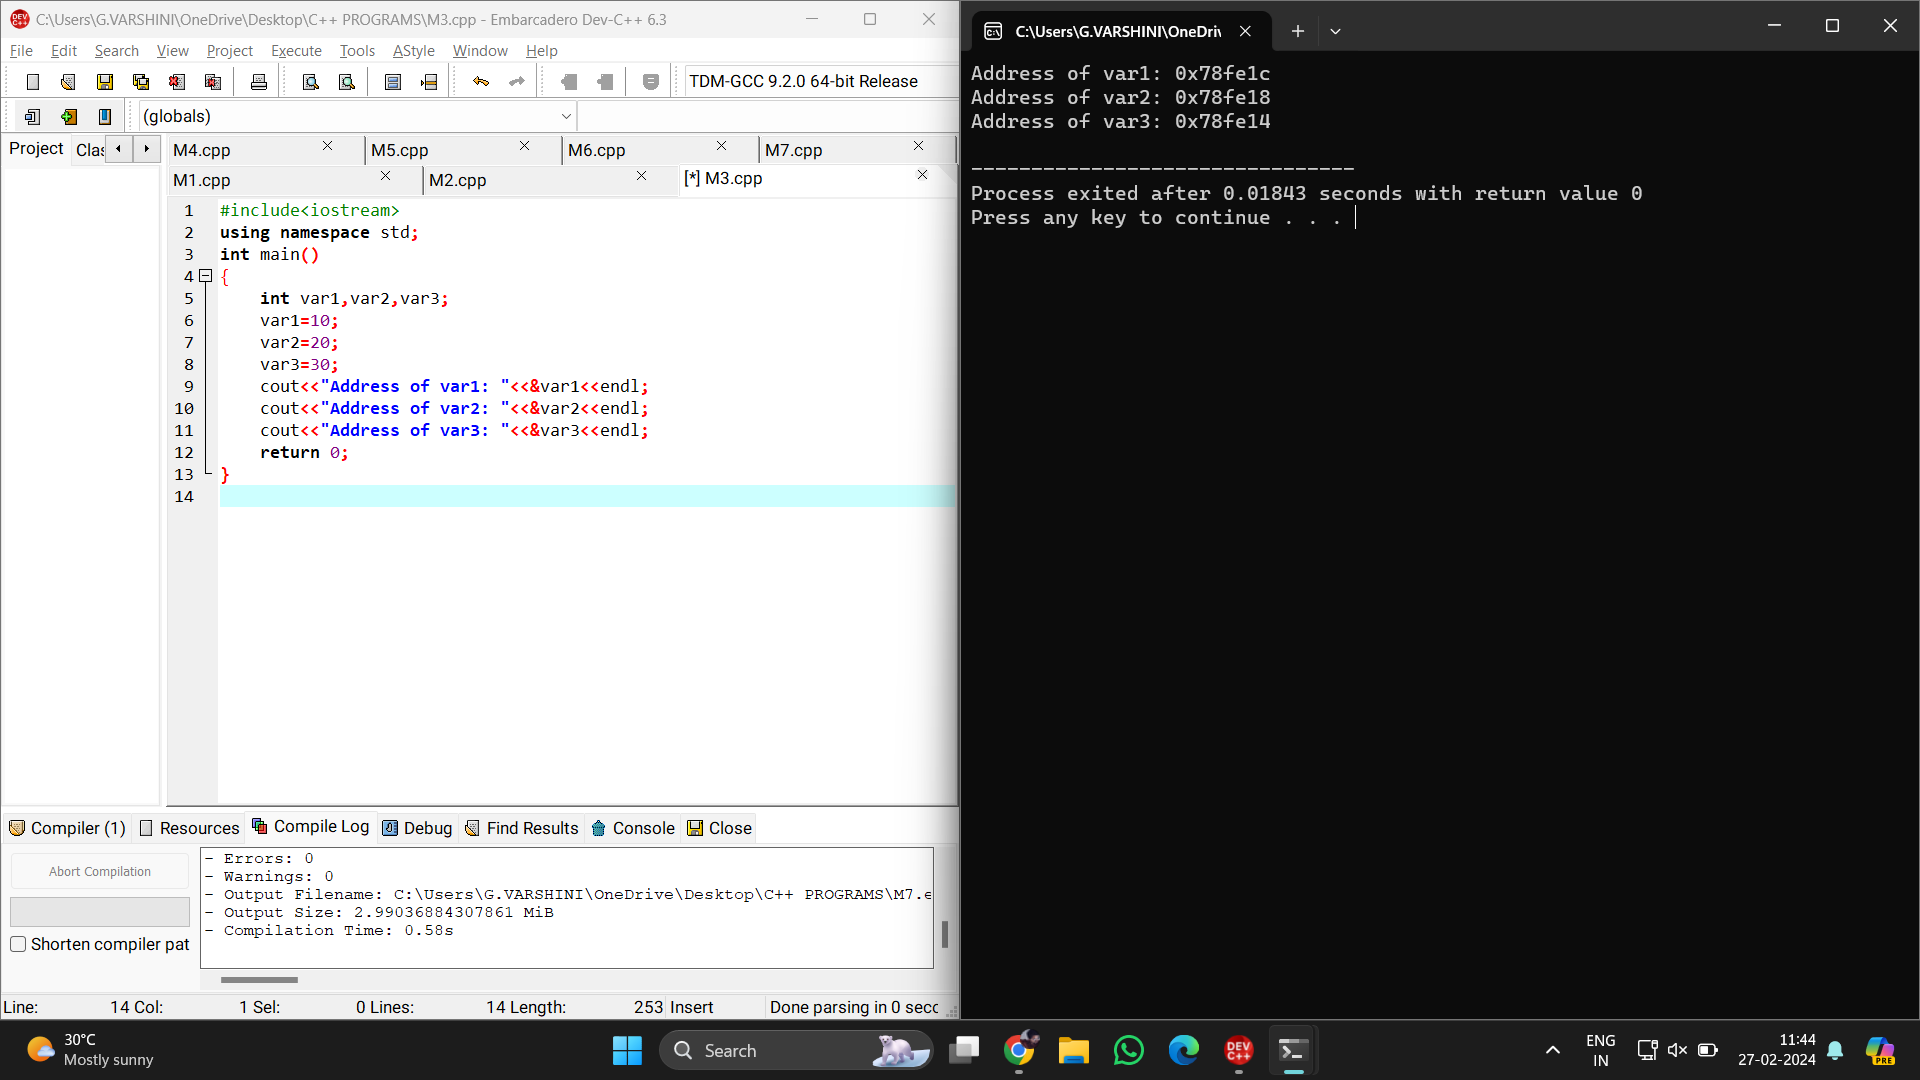 C:\Users\G.VARSHINI\OneDrive\Desktop\C++ PROGRAMS\M3.cpp - Embarcadero Dev-C++ 6.3
File Edit Search View Project Execute Tools AStyle Window Help
TDM-GCC 9.2.0 64-bit Release
(globals)
Project Clas
M4.cpp M5.cpp M6.cpp M7.cpp
M1.cpp M2.cpp [*] M3.cpp
1 #include<iostream>
2 using namespace std;
3 int main()
4 {
5 int var1,var2,var3;
6 var1=10;
7 var2=20;
8 var3=30;
9 cout<<"Address of var1: "<<&var1<<endl;
10 cout<<"Address of var2: "<<&var2<<endl;
11 cout<<"Address of var3: "<<&var3<<endl;
12 return 0;
13 }
14
Compiler (1) Resources Compile Log Debug Find Results Console Close
Abort Compilation
Shorten compiler pat
- Errors: 0
- Warnings: 0
- Output Filename: C:\Users\G.VARSHINI\OneDrive\Desktop\C++ PROGRAMS\M7.e
- Output Size: 2.99036884307861 MiB
- Compilation Time: 0.58s
Line: 14 Col: 1 Sel: 0 Lines: 14 Length: 253 Insert Done parsing in 0 secc
C:\Users\G.VARSHINI\OneDriv
Address of var1: 0x78fe1c
Address of var2: 0x78fe18
Address of var3: 0x78fe14
--------------------------------
Process exited after 0.01843 seconds with return value 0
Press any key to continue . . .
30°C
Mostly sunny
Search
DEV
C++
ENG
IN
11:44
27-02-2024
PRE